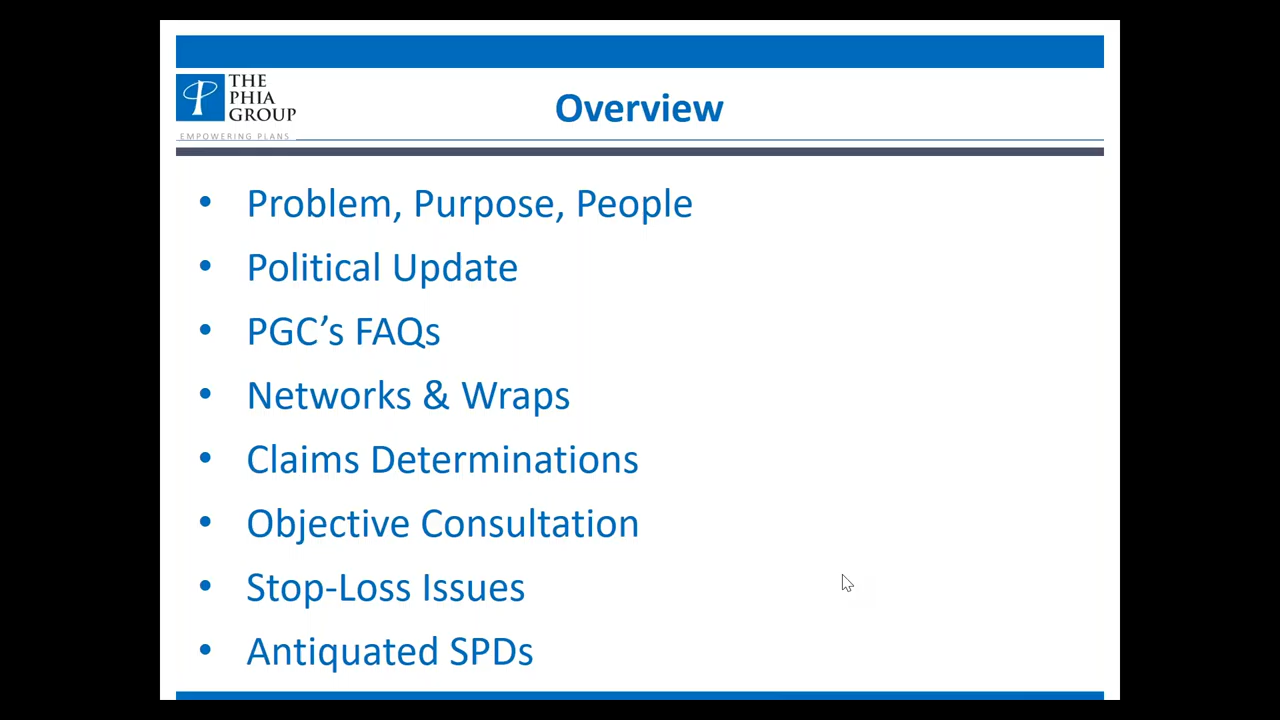 THE
PHIA
GROUP
EMPOWERING PLANS
Overview
• Problem, Purpose, People
• Political Update
• PGC’s FAQs
• Networks & Wraps
• Claims Determinations
• Objective Consultation
• Stop-Loss Issues
• Antiquated SPDs